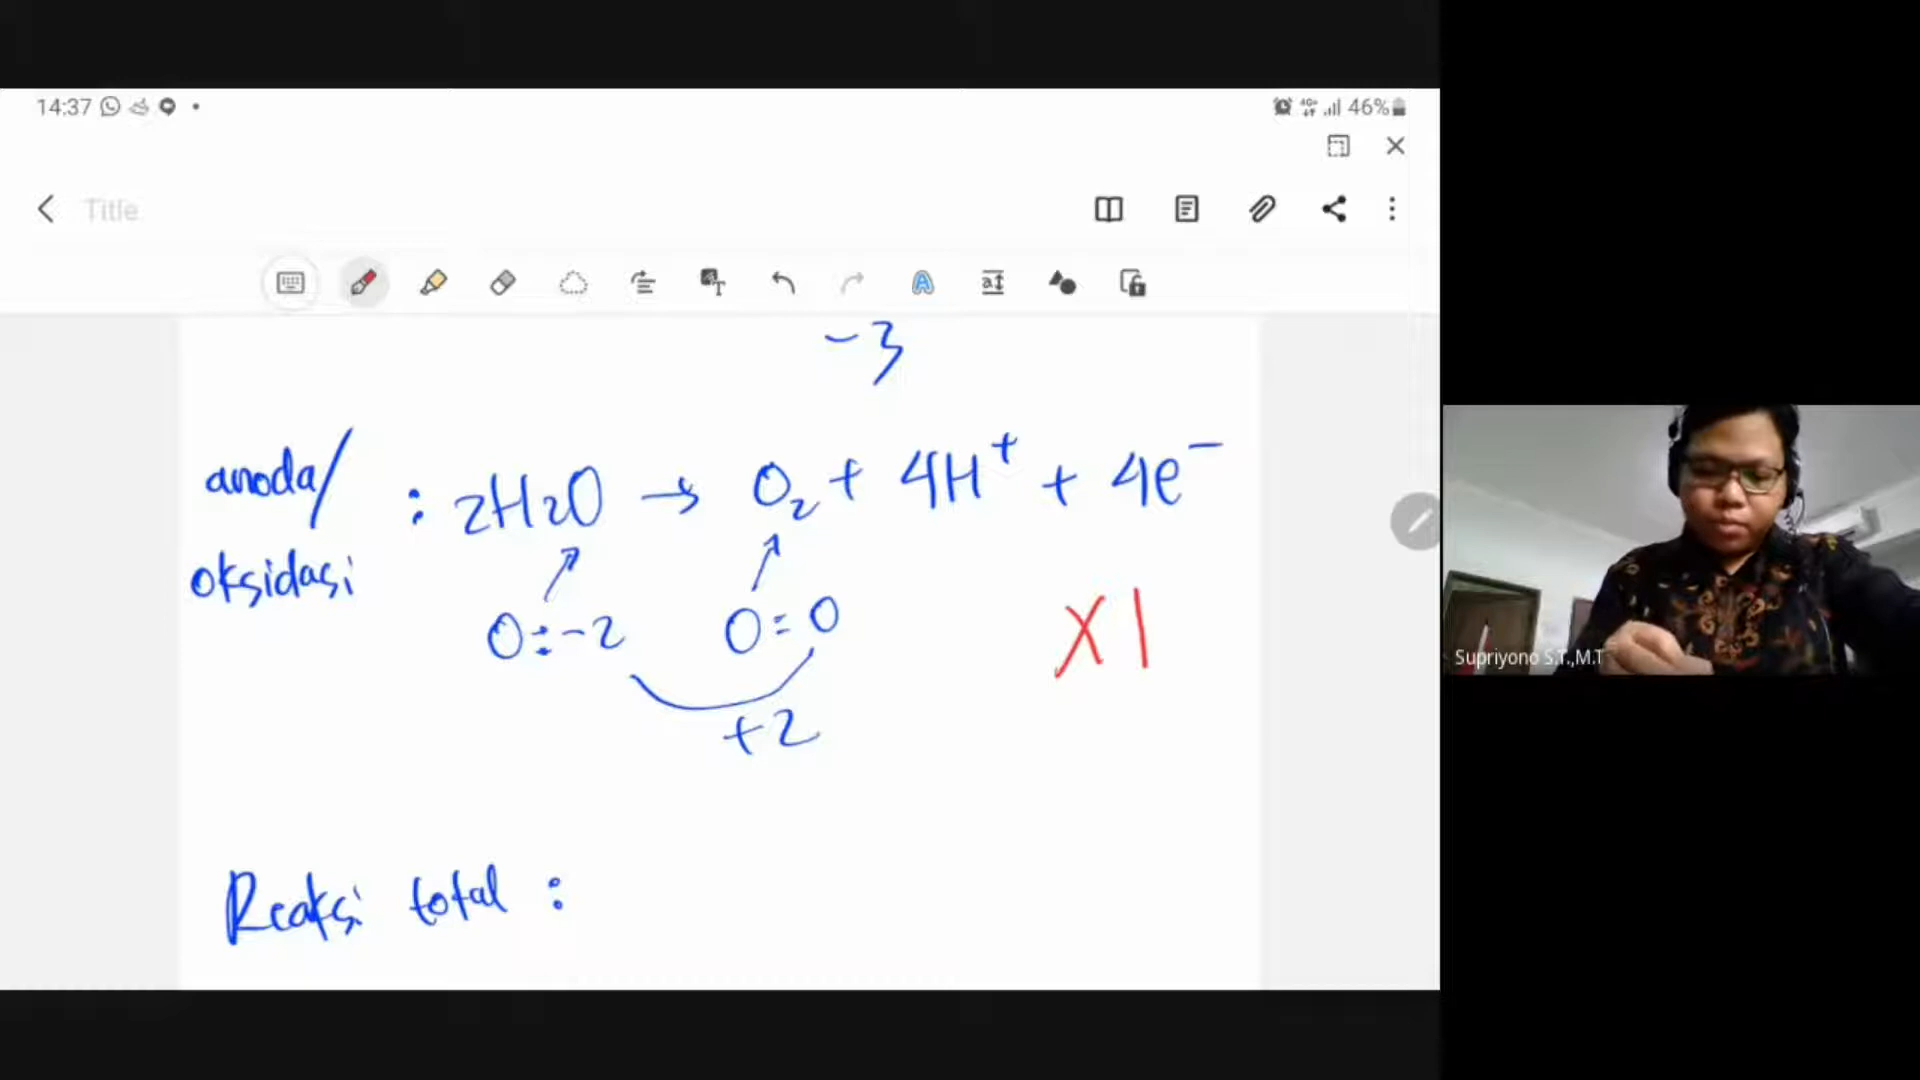 14:37
46%
Title
-3
anoda/ : 2H2O → O₂ + 4H⁺ + 4e⁻
oksidasi
O:-2 O=0
X1
+2
Reaksi total :
Supriyono S.T.,M.T